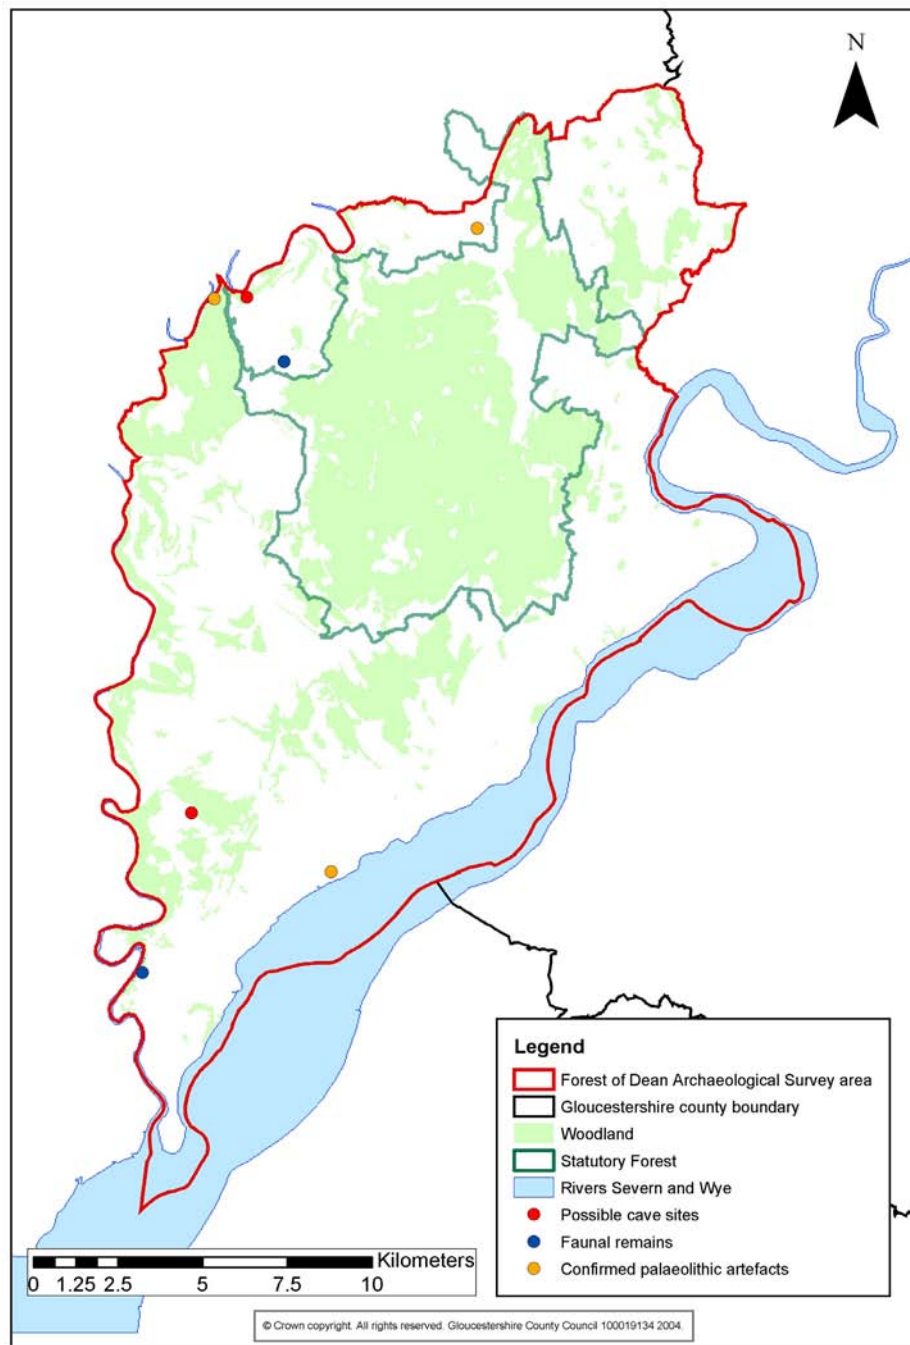 N
Legend
Forest of Dean Archaeological Survey area
Gloucestershire county boundary
Woodland
Statutory Forest
Rivers Severn and Wye
Possible cave sites
Faunal remains
Confirmed palaeolithic artefacts
Kilometers
0 1.25 2.5 5 7.5 10
© Crown copyright. All rights reserved. Gloucestershire County Council 100019134 2004.